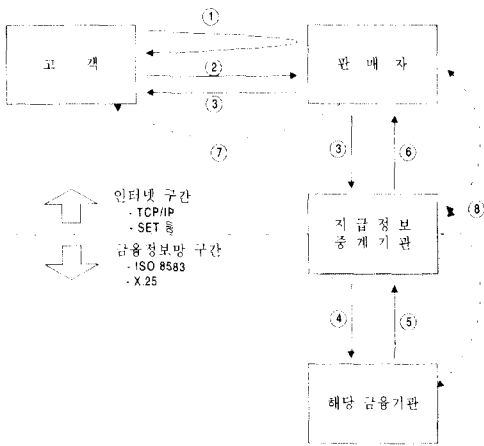 ①
고 객
②
③
판 매 자
⑦
③
⑥
인터넷 구간
- TCP/IP
- SET 등
금융정보망 구간
- ISO 8583
- X.25
지 급 정 보
중 계 기 관
⑧
④
⑤
해당 금융기관